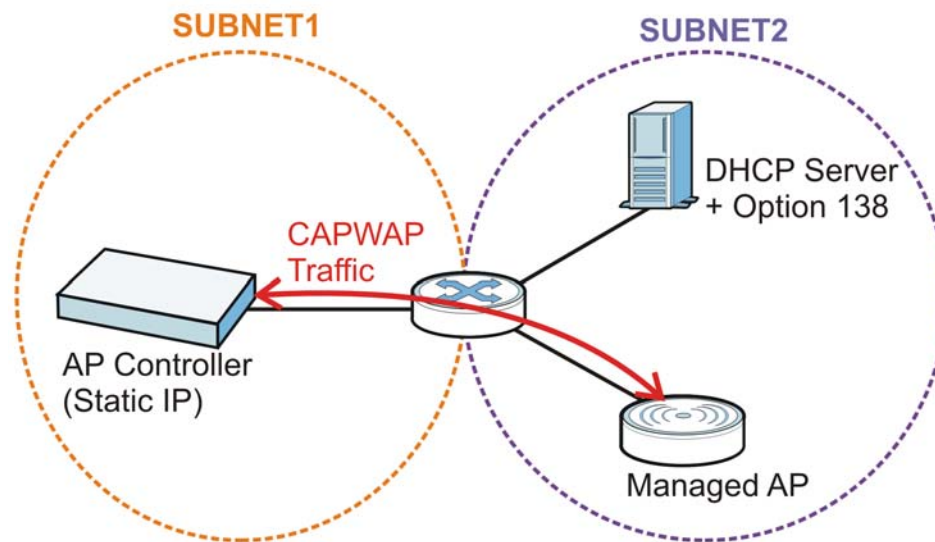 SUBNET1
SUBNET2
DHCP Server
+ Option 138
CAPWAP
Traffic
AP Controller
(Static IP)
Managed AP